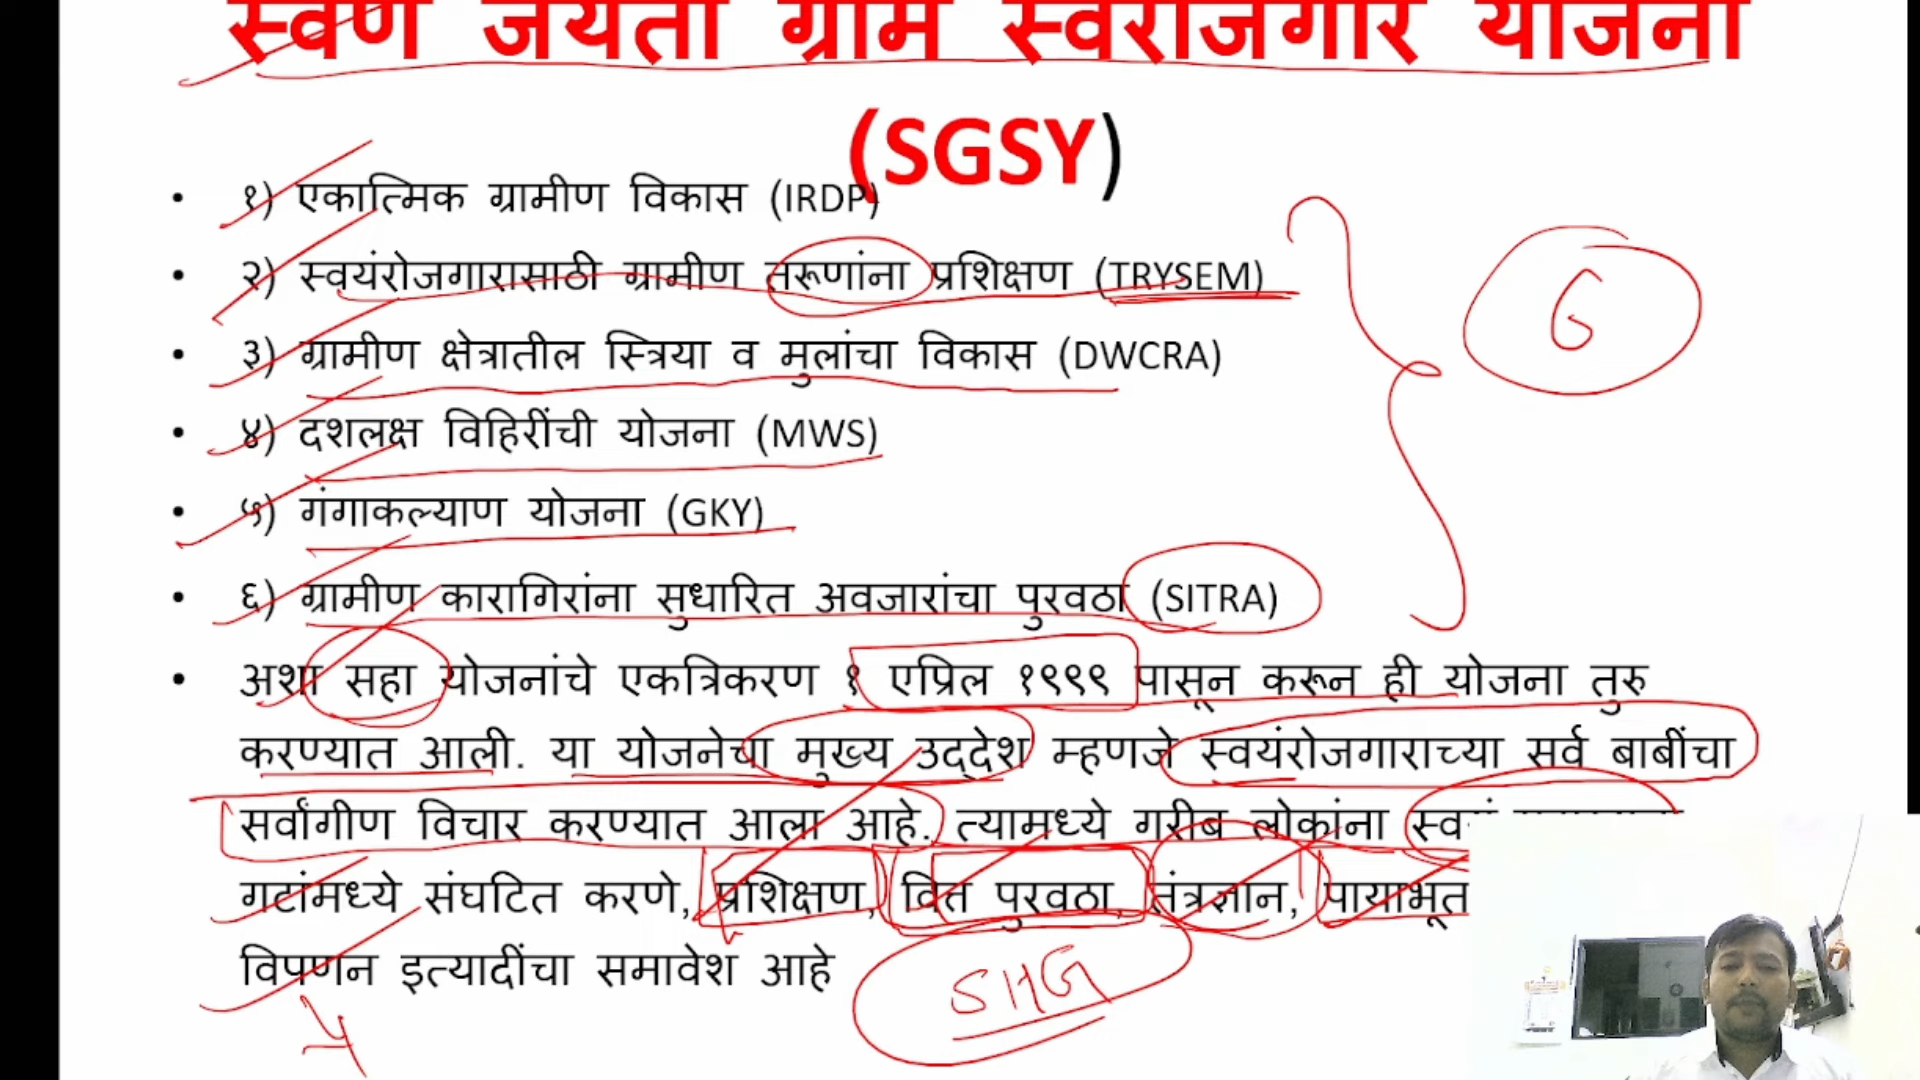 स्वर्ण जयंती ग्राम स्वरोजगार योजना
(SGSY)
• १) एकात्मिक ग्रामीण विकास (IRDP)
• २) स्वयंरोजगारासाठी ग्रामीण तरूणांना प्रशिक्षण (TRYSEM)
• ३) ग्रामीण क्षेत्रातील स्त्रिया व मुलांचा विकास (DWCRA)
• ४) दशलक्ष विहिरींची योजना (MWS)
• ५) गंगाकल्याण योजना (GKY)
• ६) ग्रामीण कारागिरांना सुधारित अवजारांचा पुरवठा (SITRA)
• अशा सहा योजनांचे एकत्रिकरण १ एप्रिल १९९९ पासून करून ही योजना तुरु
करण्यात आली. या योजनेचा मुख्य उद्देश म्हणजे स्वयंरोजगाराच्या सर्व बाबींचा
सर्वांगीण विचार करण्यात आला आहे. त्यामध्ये गरीब लोकांना
गटांमध्ये संघटित करणे, प्रशिक्षण, वित्त पुरवठा, तंत्रज्ञान, पायाभूत
विपणन इत्यादींचा समावेश आहे
6
SHG